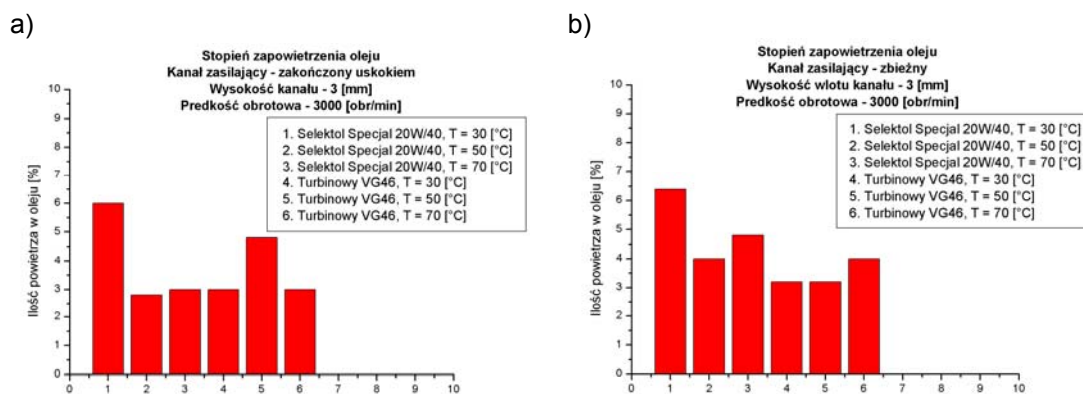 a)
Stopień zapowietrzenia oleju
Kanał zasilający - zakończony uskokiem
Wysokość kanału - 3 [mm]
Predkość obrotowa - 3000 [obr/min]
1. Selektol Specjal 20W/40, T = 30 [°C]
2. Selektol Specjal 20W/40, T = 50 [°C]
3. Selektol Specjal 20W/40, T = 70 [°C]
4. Turbinowy VG46, T = 30 [°C]
5. Turbinowy VG46, T = 50 [°C]
6. Turbinowy VG46, T = 70 [°C]
Ilość powietrza w oleju [%]
10
9
8
7
6
5
4
3
2
1
0
0 1 2 3 4 5 6 7 8 9 10
b)
Stopień zapowietrzenia oleju
Kanał zasilający - zbieżny
Wysokość wlotu kanału - 3 [mm]
Predkość obrotowa - 3000 [obr/min]
1. Selektol Specjal 20W/40, T = 30 [°C]
2. Selektol Specjal 20W/40, T = 50 [°C]
3. Selektol Specjal 20W/40, T = 70 [°C]
4. Turbinowy VG46, T = 30 [°C]
5. Turbinowy VG46, T = 50 [°C]
6. Turbinowy VG46, T = 70 [°C]
Ilość powietrza w oleju [%]
10
9
8
7
6
5
4
3
2
1
0
0 1 2 3 4 5 6 7 8 9 10